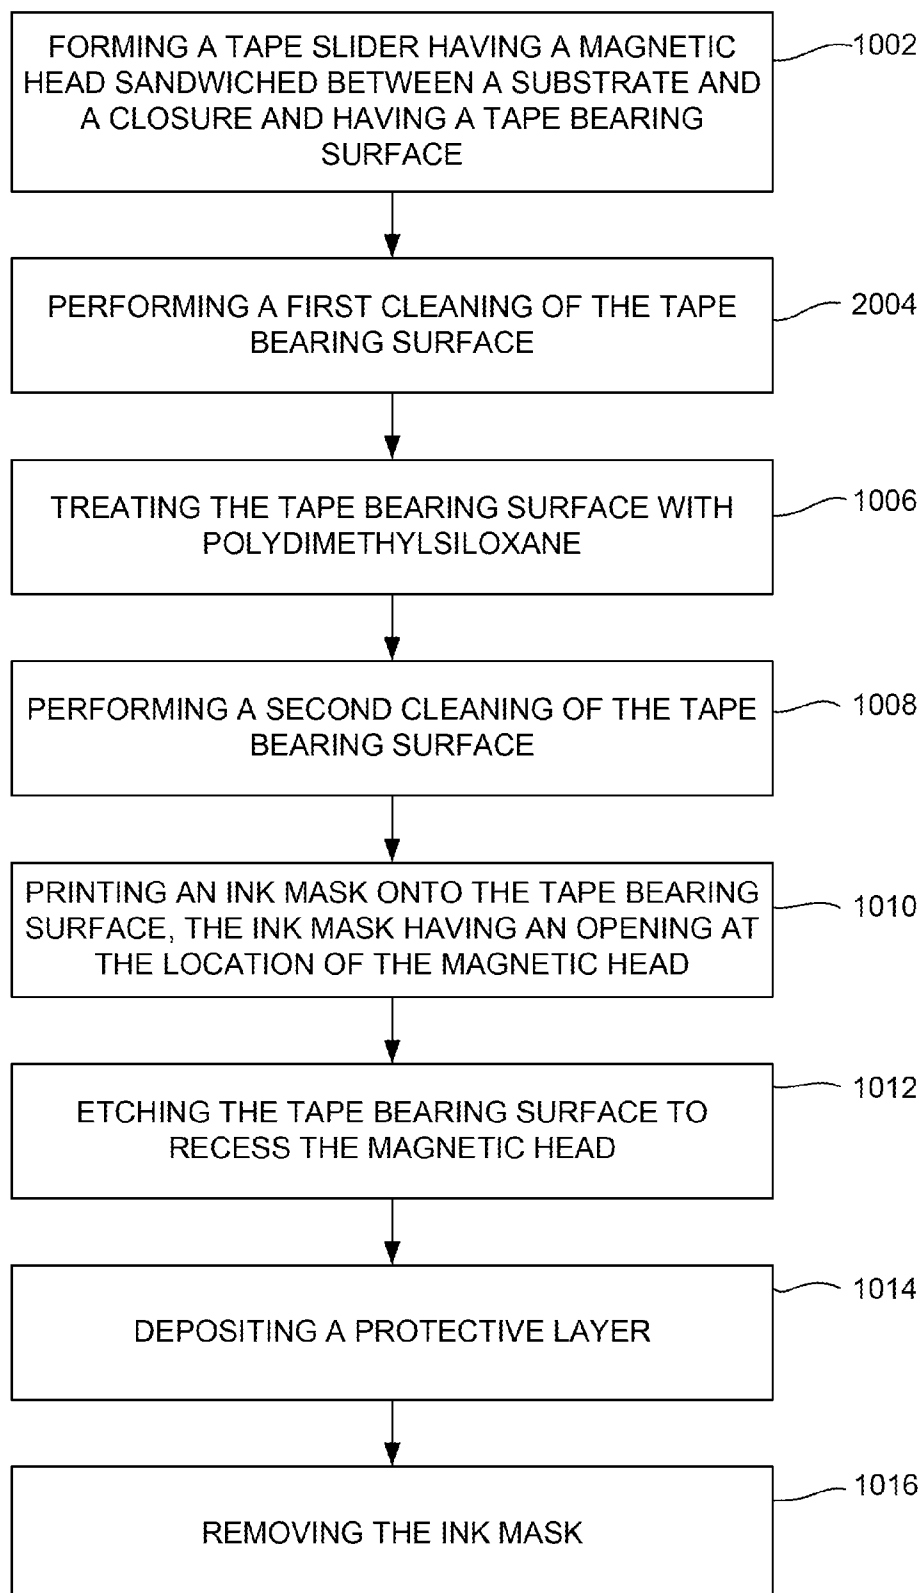 FORMING A TAPE SLIDER HAVING A MAGNETIC
HEAD SANDWICHED BETWEEN A SUBSTRATE AND
A CLOSURE AND HAVING A TAPE BEARING
SURFACE
1002
PERFORMING A FIRST CLEANING OF THE TAPE
BEARING SURFACE
2004
TREATING THE TAPE BEARING SURFACE WITH
POLYDIMETHYLSILOXANE
1006
PERFORMING A SECOND CLEANING OF THE TAPE
BEARING SURFACE
1008
PRINTING AN INK MASK ONTO THE TAPE BEARING
SURFACE, THE INK MASK HAVING AN OPENING AT
THE LOCATION OF THE MAGNETIC HEAD
1010
ETCHING THE TAPE BEARING SURFACE TO
RECESS THE MAGNETIC HEAD
1012
DEPOSITING A PROTECTIVE LAYER
1014
REMOVING THE INK MASK
1016